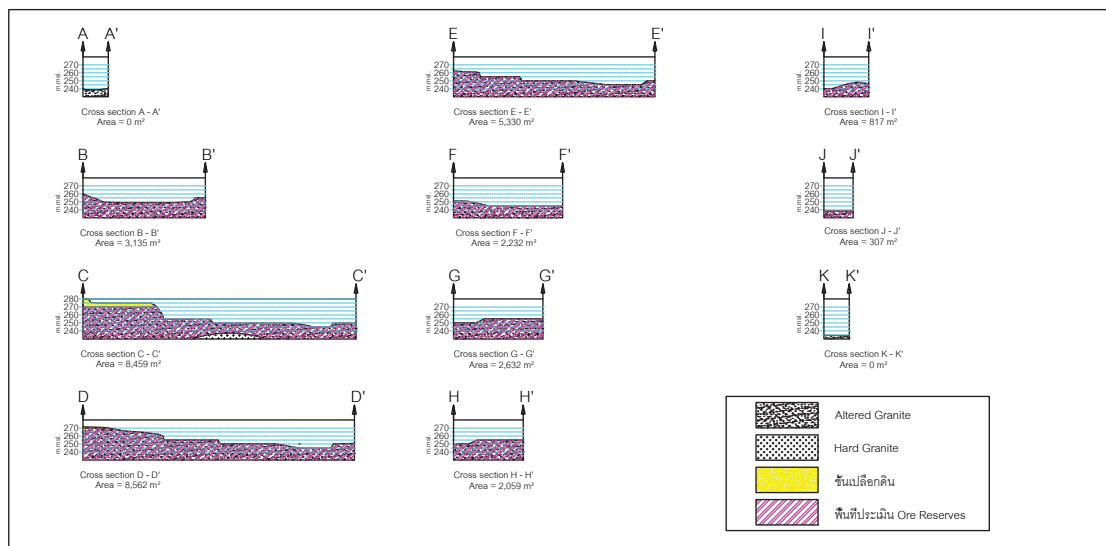 A A'
270
260
250
240
m.msl.
Cross section A - A'
Area = 0 m²
B B'
270
260
250
240
m.msl.
Cross section B - B'
Area = 3,135 m²
C C'
280
270
260
250
240
m.msl.
Cross section C - C'
Area = 8,459 m²
D D'
270
260
250
240
m.msl.
Cross section D - D'
Area = 8,562 m²
E E'
270
260
250
240
m.msl.
Cross section E - E'
Area = 5,330 m²
F F'
270
260
250
240
m.msl.
Cross section F - F'
Area = 2,232 m²
G G'
270
260
250
240
m.msl.
Cross section G - G'
Area = 2,632 m²
H H'
270
260
250
240
m.msl.
Cross section H - H'
Area = 2,059 m²
I I'
270
260
250
240
m.msl.
Cross section I - I'
Area = 817 m²
J J'
270
260
250
240
m.msl.
Cross section J - J'
Area = 307 m²
K K'
270
260
250
240
m.msl.
Cross section K - K'
Area = 0 m²
Altered Granite
Hard Granite
ชั้นเปลือกดิน
พื้นที่ประเมิน Ore Reserves